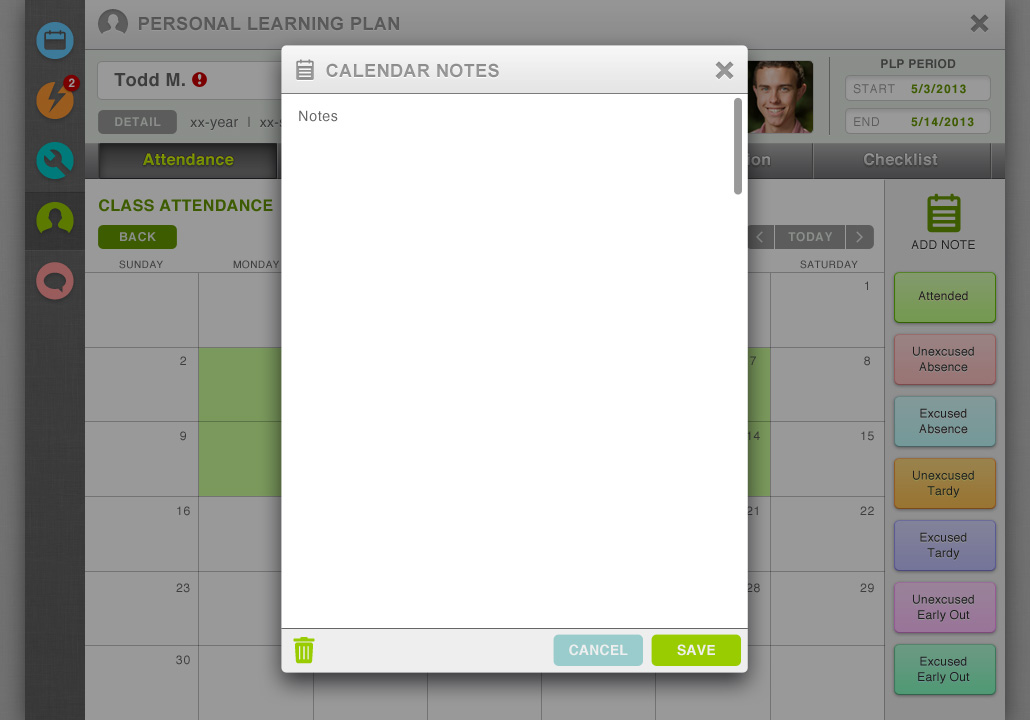 PERSONAL LEARNING PLAN
2
Todd M.
DETAIL
xx-year | xx-
PLP PERIOD
START 5/3/2013
END 5/14/2013
Attendance
ion
Checklist
CLASS ATTENDANCE
BACK
< TODAY >
SUNDAY
MONDAY
SATURDAY
1
2
7
8
9
14
15
16
21
22
23
28
29
30
ADD NOTE
Attended
Unexcused
Absence
Excused
Absence
Unexcused
Tardy
Excused
Tardy
Unexcused
Early Out
Excused
Early Out
CALENDAR NOTES
Notes
CANCEL
SAVE